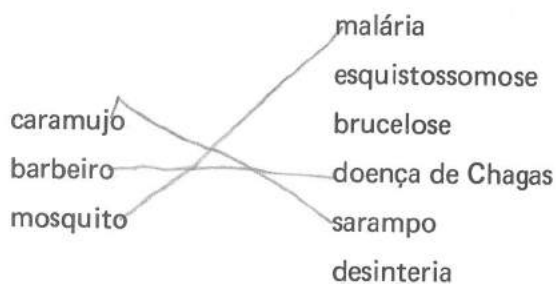 malária
esquistossomose
caramujo
brucelose
barbeiro
doença de Chagas
mosquito
sarampo
desinteria